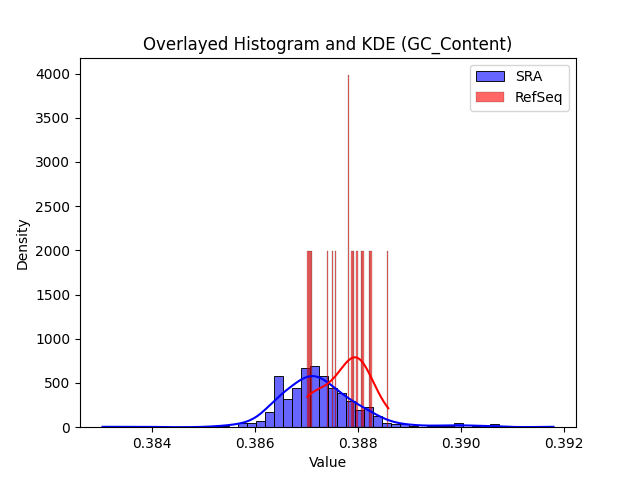 Overlayed Histogram and KDE (GC_Content)
SRA
RefSeq
4000
3500
3000
2500
2000
1500
1000
500
0
Density
0.384 0.386 0.388 0.390 0.392
Value